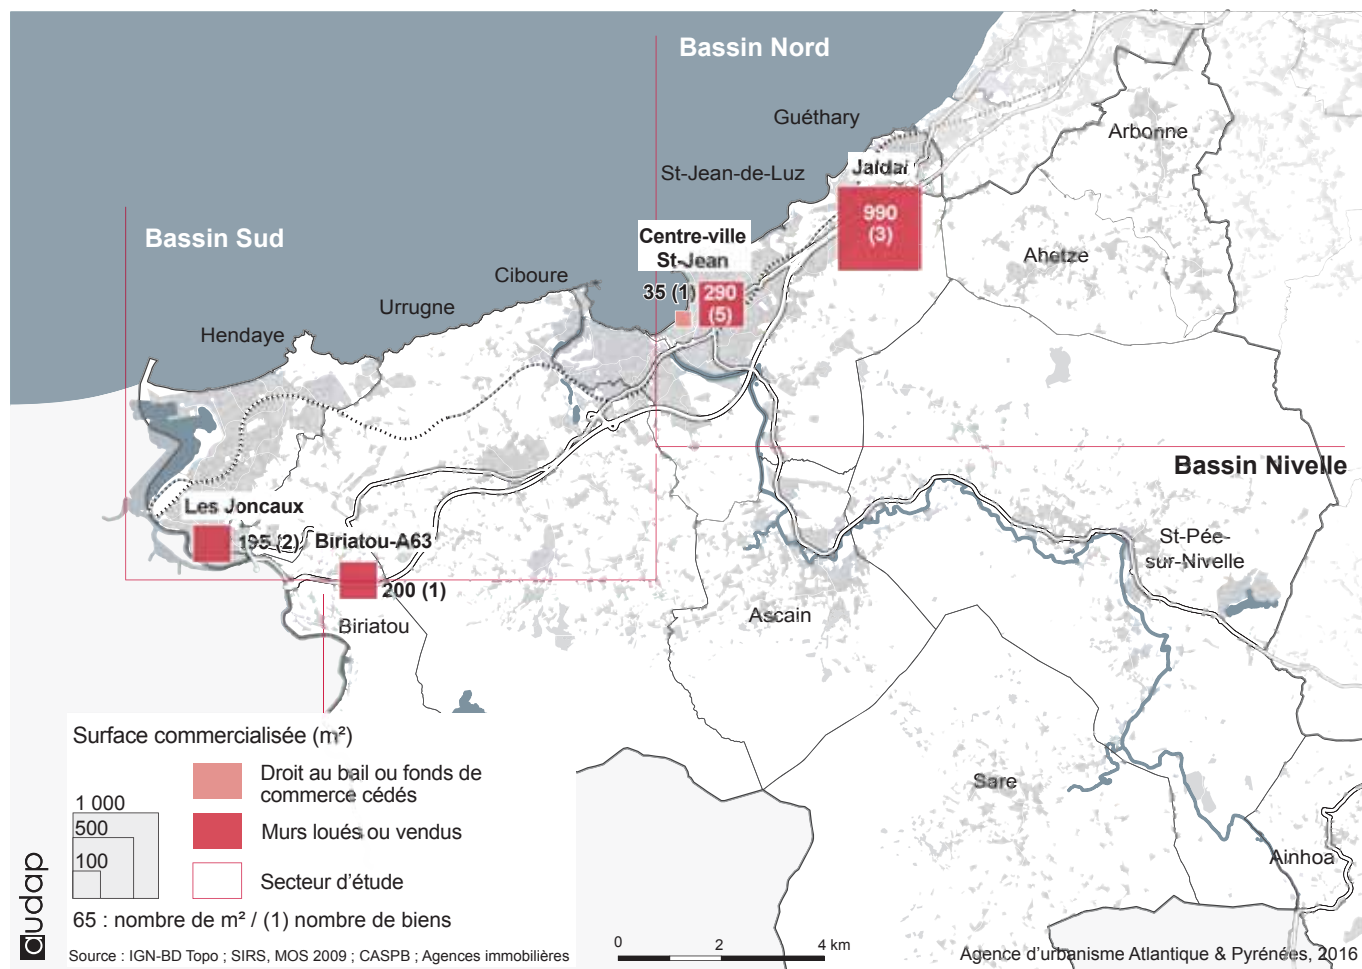 Bassin Nord
Guéthary
Arbonne
St-Jean-de-Luz
Jaldai
990
(3)
Bassin Sud
Centre-ville
St-Jean
Ahetze
Ciboure
35 (1)
290
(5)
Urrugne
Hendaye
Bassin Nivelle
Les Joncaux
195 (2)
Biriatou-A63
St-Pée-
sur-Nivelle
200 (1)
Biriatou
Ascain
Surface commercialisée (m²)
Droit au bail ou fonds de
commerce cédés
1 000
500
100
Murs loués ou vendus
Secteur d'étude
65 : nombre de m² / (1) nombre de biens
Sare
Ainhoa
audap
Source : IGN-BD Topo ; SIRS, MOS 2009 ; CASPB ; Agences immobilières
0 2 4 km
Agence d'urbanisme Atlantique & Pyrénées, 2016